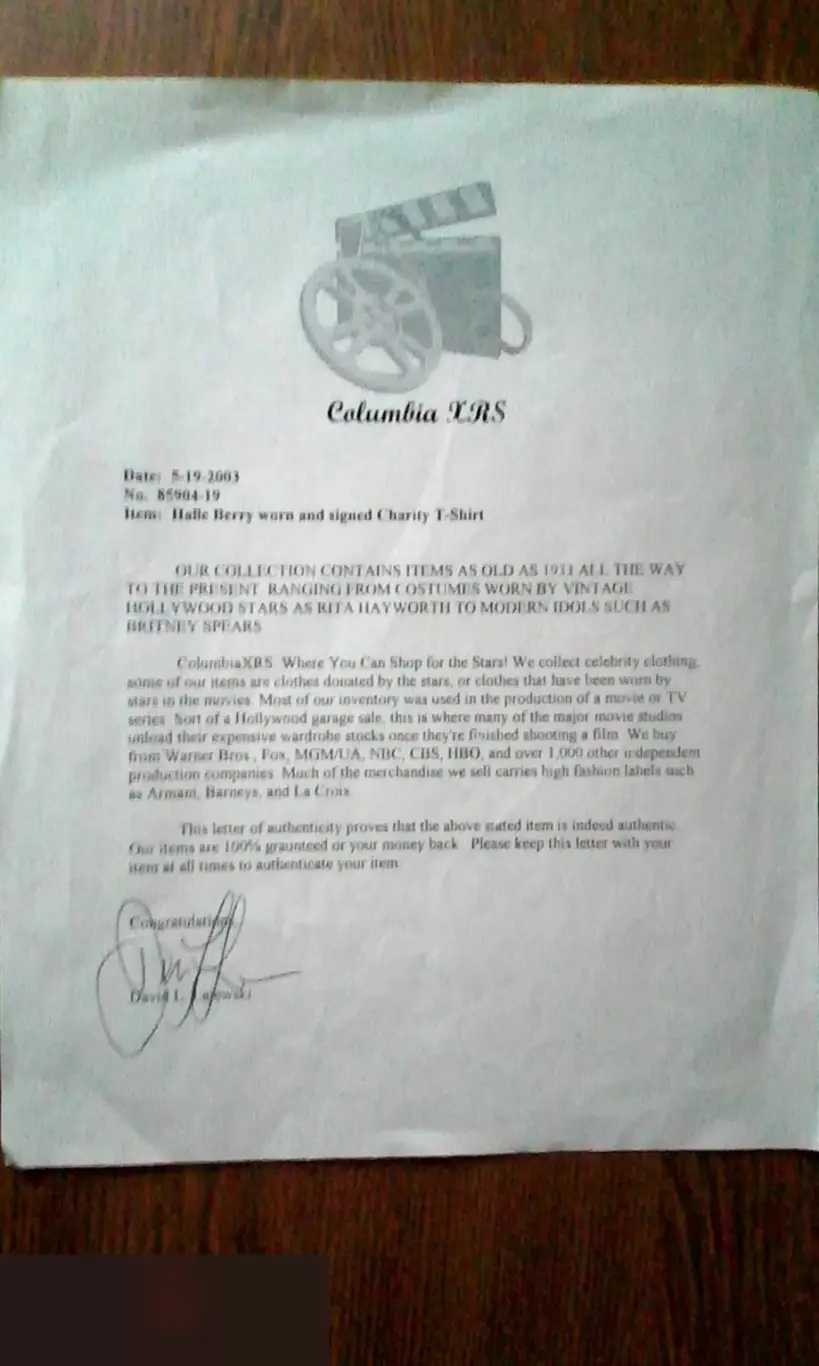 Columbia XRS
Date: 5-19-2003
No. 85904-19
Item: Halle Berry worn and signed Charity T-Shirt
OUR COLLECTION CONTAINS ITEMS AS OLD AS ALL THE WAY
TO THE PRESENT RANGING FROM COSTUMES WORN BY VINTAGE
HOLLYWOOD STARS AS RITA HAYWORTH TO MODERN IDOLS SUCH AS
BRITNEY SPEARS
ColumbiaXRS Where You Can Shop for the Stars! We collect celebrity clothing,
some of our items are clothes donated by the stars, or clothes that have been worn by
stars in the movies. Most of our inventory was used in the production of a movie or TV
series. Sort of a Hollywood garage sale, this is where many of the major movie studios
unload their expensive wardrobe stocks once they're finished shooting a film. We buy
from Warner Bros., Fox, MGM/UA, NBC, CBS, HBO, and over 1,000 other independent
production companies. Much of the merchandise we sell carries high fashion labels such
as Armani, Barneys, and La Croix
This letter of authenticity proves that the above stated item is indeed authentic.
Our items are 100% graunteed or your money back. Please keep this letter with your
item at all times to authenticate your item.
Congratulations,
David L.